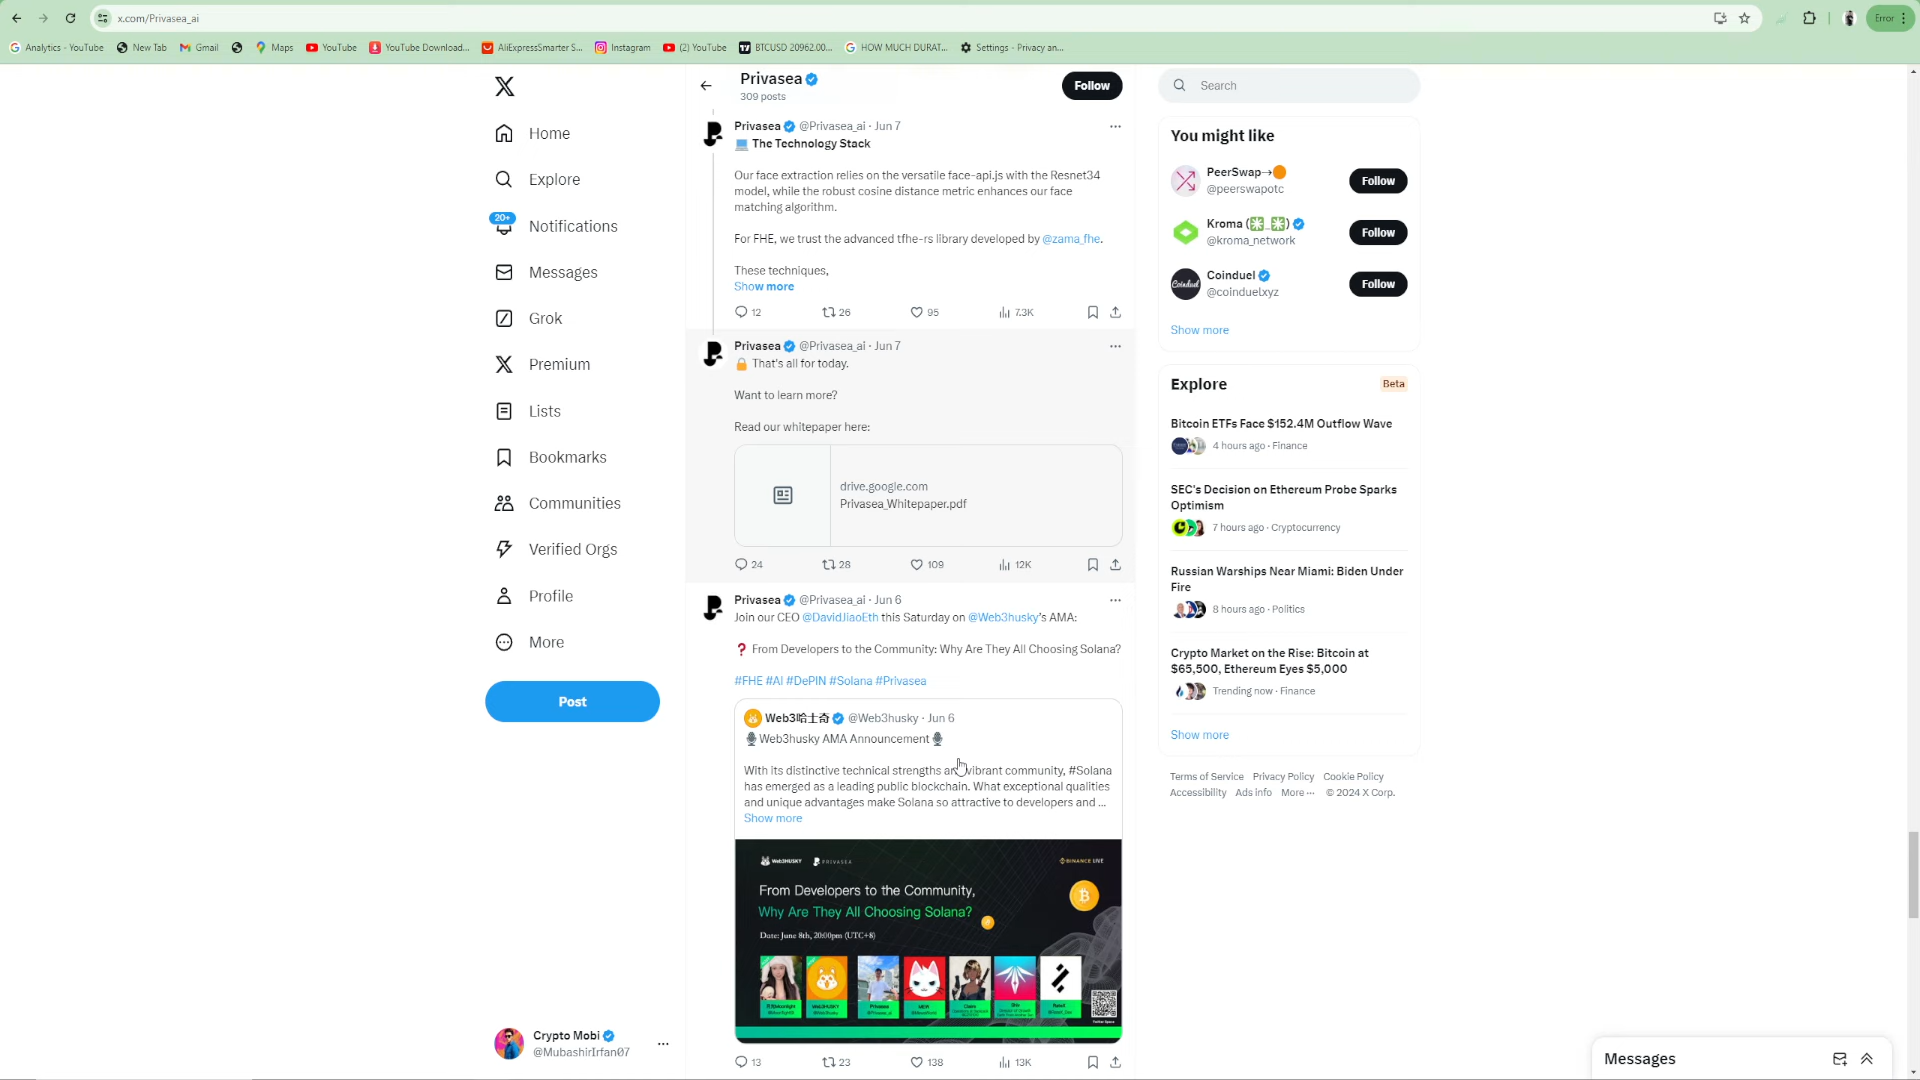 x.com/Privasea_ai
Error
Analytics - YouTube
New Tab
Gmail
Maps
YouTube
YouTube Download...
AliExpressSmarter S...
Instagram
(2) YouTube
BTCUSD 20962.00...
HOW MUCH DURAT...
Settings - Privacy an...
Home
Explore
20+
Notifications
Messages
Grok
Premium
Lists
Bookmarks
Communities
Verified Orgs
Profile
More
Post
Crypto Mobi
@MubashirIrfan07
Privasea
309 posts
Follow
Privasea @Privasea_ai · Jun 7
The Technology Stack
Our face extraction relies on the versatile face-api.js with the Resnet34
model, while the robust cosine distance metric enhances our face
matching algorithm.
For FHE, we trust the advanced tfhe-rs library developed by @zama_fhe.
These techniques,
Show more
12 26 95 7.3K
Privasea @Privasea_ai · Jun 7
That's all for today.
Want to learn more?
Read our whitepaper here:
drive.google.com
Privasea_Whitepaper.pdf
24 28 109 12K
Privasea @Privasea_ai · Jun 6
Join our CEO @DavidJiaoEth this Saturday on @Web3husky's AMA:
❓ From Developers to the Community: Why Are They All Choosing Solana?
#FHE #AI #DePIN #Solana #Privasea
Web3哈士奇 @Web3husky · Jun 6
Web3husky AMA Announcement
With its distinctive technical strengths and vibrant community, #Solana
has emerged as a leading public blockchain. What exceptional qualities
and unique advantages make Solana so attractive to developers and ...
Show more
WEB3HUSKY PRIVASEA BINANCE LIVE
From Developers to the Community,
Why Are They All Choosing Solana?
Date: June 8th, 20:00pm (UTC+8)
13 23 138 13K
Search
You might like
PeerSwap→
@peerswapotc
Follow
Kroma (✳️_✳️)
@kroma_network
Follow
Coinduel
@coinduelxyz
Follow
Show more
Explore
Beta
Bitcoin ETFs Face $152.4M Outflow Wave
4 hours ago · Finance
SEC's Decision on Ethereum Probe Sparks
Optimism
7 hours ago · Cryptocurrency
Russian Warships Near Miami: Biden Under
Fire
8 hours ago · Politics
Crypto Market on the Rise: Bitcoin at
$65,500, Ethereum Eyes $5,000
Trending now · Finance
Show more
Terms of Service Privacy Policy Cookie Policy
Accessibility Ads info More ··· © 2024 X Corp.
Messages